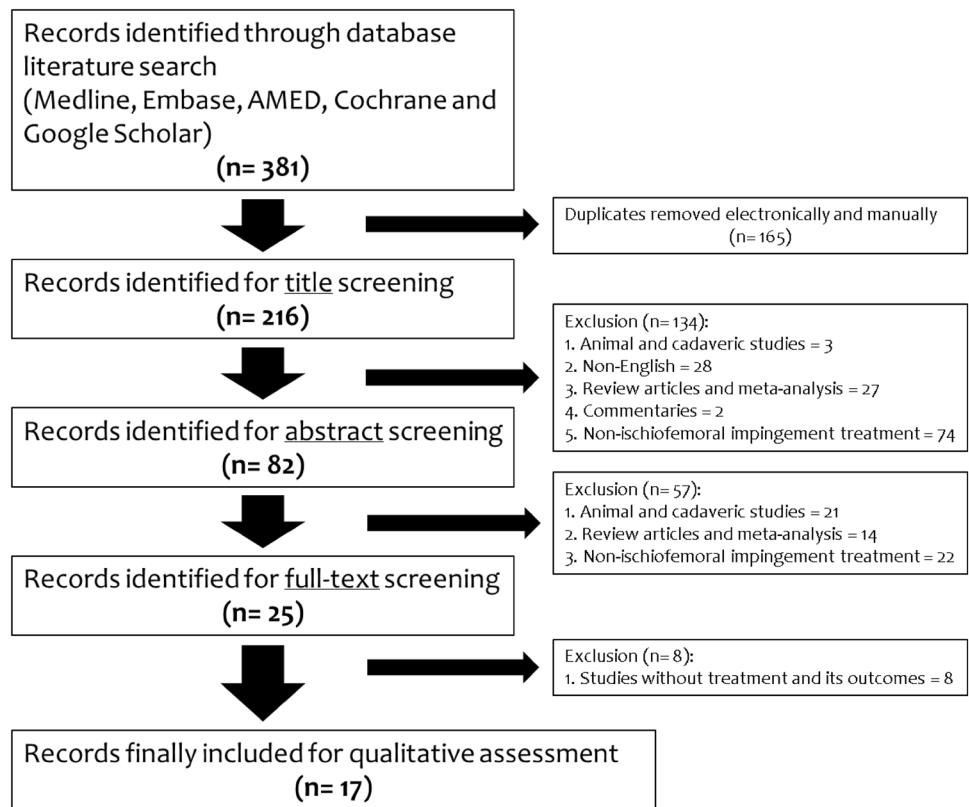 Records identified through database
literature search
(Medline, Embase, AMED, Cochrane and
Google Scholar)
(n= 381)
Duplicates removed electronically and manually
(n= 165)
Records identified for title screening
(n= 216)
Exclusion (n= 134):
1. Animal and cadaveric studies = 3
2. Non-English = 28
3. Review articles and meta-analysis = 27
4. Commentaries = 2
5. Non-ischiofemoral impingement treatment = 74
Records identified for abstract screening
(n= 82)
Exclusion (n= 57):
1. Animal and cadaveric studies = 21
2. Review articles and meta-analysis = 14
3. Non-ischiofemoral impingement treatment = 22
Records identified for full-text screening
(n= 25)
Exclusion (n= 8):
1. Studies without treatment and its outcomes = 8
Records finally included for qualitative assessment
(n= 17)